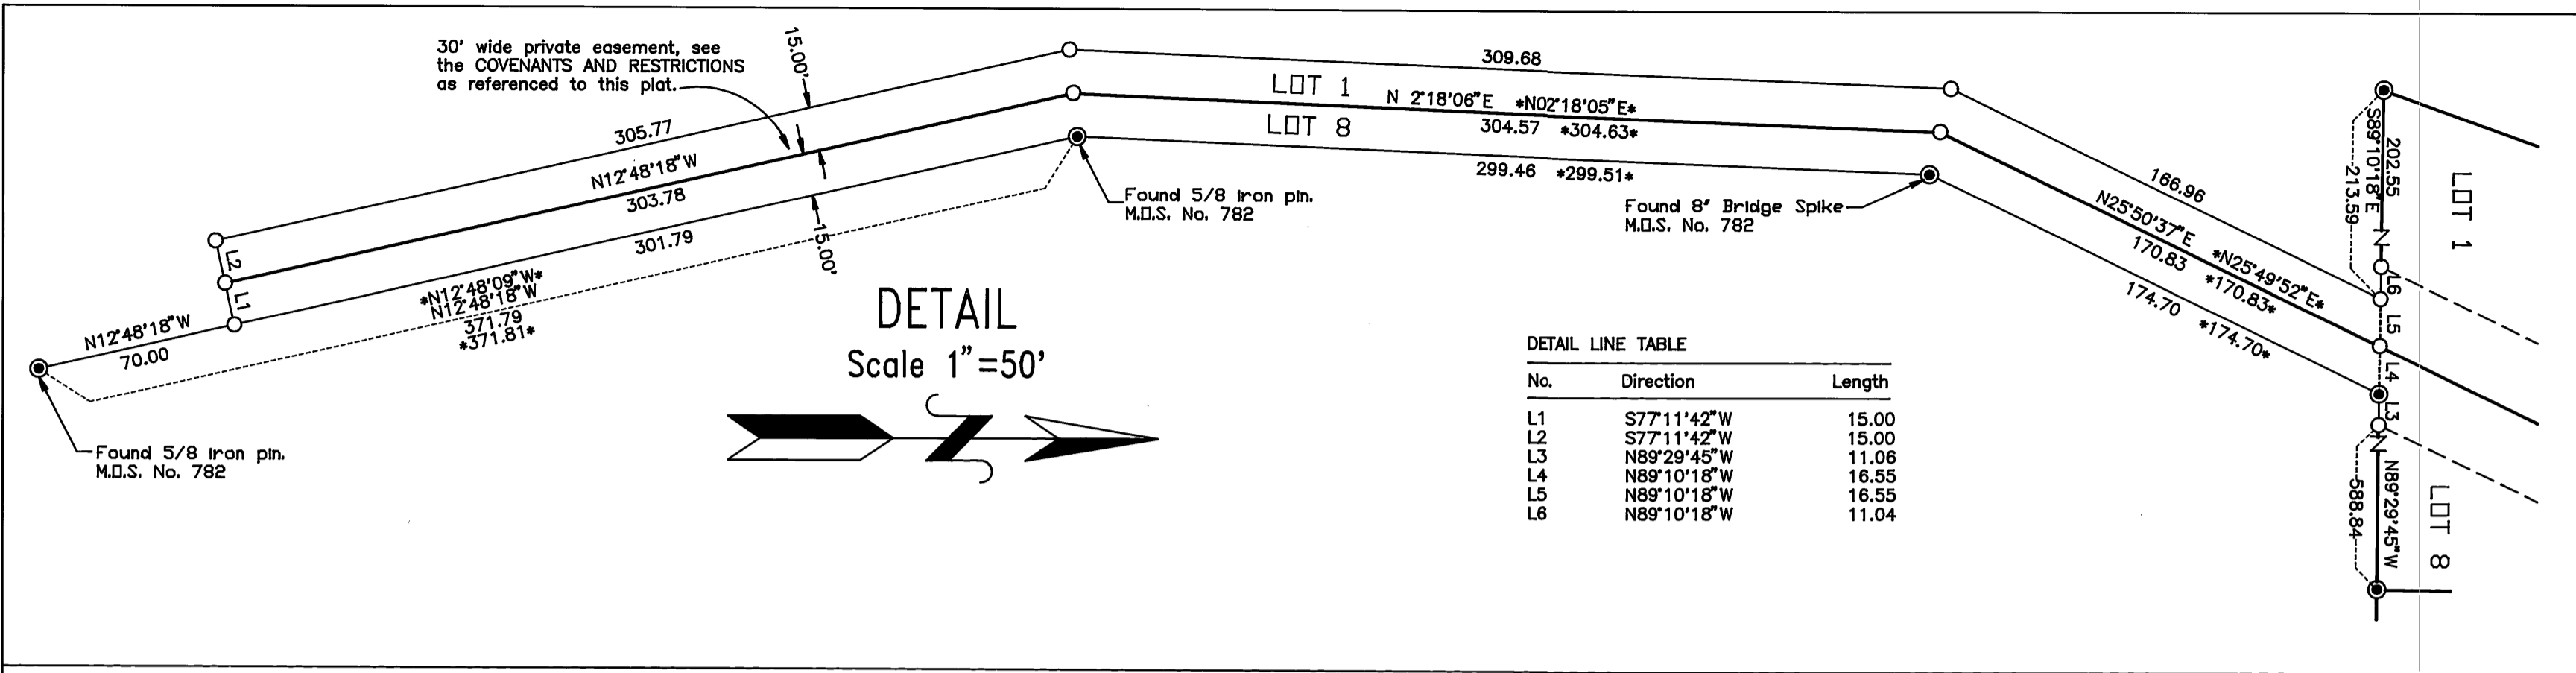 30' wide private easement, see
the COVENANTS AND RESTRICTIONS
as referenced to this plat.
15.00'
305.77
N12°48'18"W
303.78
301.79
15.00'
L2
L1
N12°48'18"W
70.00
*N12°48'09"W*
N12°48'18"W
371.79
*371.81*
Found 5/8 iron pin.
M.O.S. No. 782
309.68
LOT 1
N 2°18'06"E *N02°18'05"E*
LOT 8
304.57 *304.63*
299.46 *299.51*
Found 5/8 iron pin.
M.O.S. No. 782
Found 8" Bridge Spike
M.O.S. No. 782
166.96
N25°50'37"E *N25°49'52"E*
170.83 *170.83*
174.70 *174.70*
DETAIL
Scale 1"=50'
N
DETAIL LINE TABLE
No. Direction Length
L1 S77°11'42"W 15.00
L2 S77°11'42"W 15.00
L3 N89°29'45"W 11.06
L4 N89°10'18"W 16.55
L5 N89°10'18"W 16.55
L6 N89°10'18"W 11.04
202.55
S89°10'18"E
213.59
LOT 1
L6
L5
L4
L3
N89°29'45"W
588.84
LOT 8